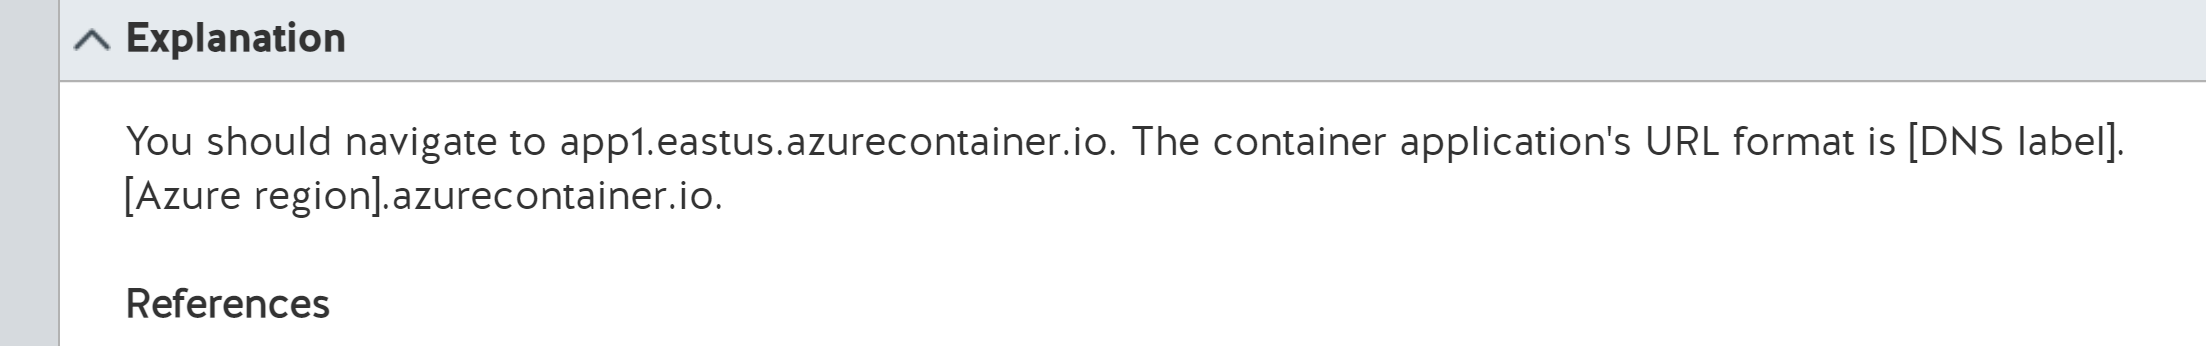 Explanation
You should navigate to app1.eastus.azurecontainer.io. The container application's URL format is [DNS label].
[Azure region].azurecontainer.io.
References